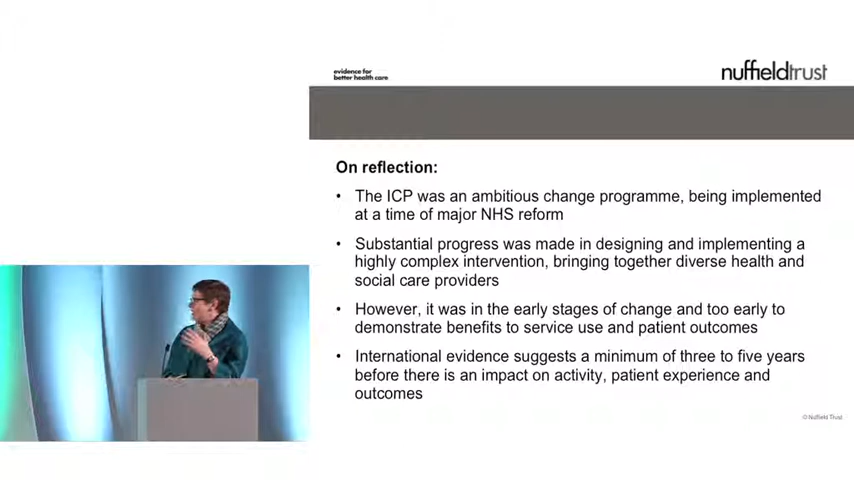 evidence for
better health care
nuffieldtrust
On reflection:
• The ICP was an ambitious change programme, being implemented
at a time of major NHS reform
• Substantial progress was made in designing and implementing a
highly complex intervention, bringing together diverse health and
social care providers
• However, it was in the early stages of change and too early to
demonstrate benefits to service use and patient outcomes
• International evidence suggests a minimum of three to five years
before there is an impact on activity, patient experience and
outcomes
© Nuffield Trust